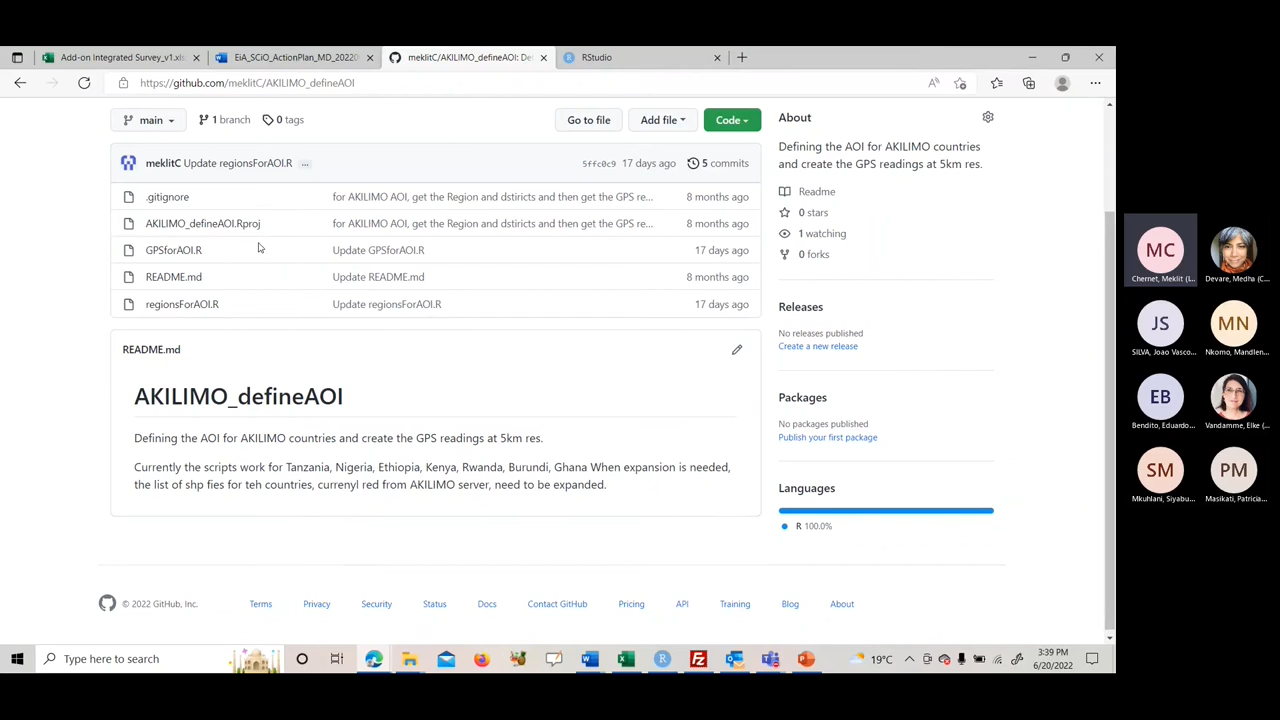 Add-on Integrated Survey_v1.xls
EiA_SCiO_ActionPlan_MD_20220
meklitC/AKILIMO_defineAOI: De
RStudio
https://github.com/meklitC/AKILIMO_defineAOI
main
1 branch
0 tags
Go to file
Add file
Code
meklitC Update regionsForAOI.R ...
5ffc0c9 17 days ago
5 commits
.gitignore for AKILIMO AOI, get the Region and dstiricts and then get the GPS re... 8 months ago
AKILIMO_defineAOI.Rproj for AKILIMO AOI, get the Region and dstiricts and then get the GPS re... 8 months ago
GPSforAOI.R Update GPSforAOI.R 17 days ago
README.md Update README.md 8 months ago
regionsForAOI.R Update regionsForAOI.R 17 days ago
README.md
AKILIMO_defineAOI
Defining the AOI for AKILIMO countries and create the GPS readings at 5km res.
Currently the scripts work for Tanzania, Nigeria, Ethiopia, Kenya, Rwanda, Burundi, Ghana When expansion is needed,
the list of shp fies for teh countries, currenyl red from AKILIMO server, need to be expanded.
About
Defining the AOI for AKILIMO countries
and create the GPS readings at 5km res.
Readme
0 stars
1 watching
0 forks
Releases
No releases published
Create a new release
Packages
No packages published
Publish your first package
Languages
R 100.0%
© 2022 GitHub, Inc.
Terms
Privacy
Security
Status
Docs
Contact GitHub
Pricing
API
Training
Blog
About
Type here to search
19°C
3:39 PM
6/20/2022
MC
Chernet, Meklit (I...
Devare, Medha (C...
JS
SILVA, Joao Vasco...
MN
Nkomo, Mandlen...
EB
Bendito, Eduardo...
Vandamme, Elke (...
SM
Mkuhlani, Siyabu...
PM
Masikati, Patricia...